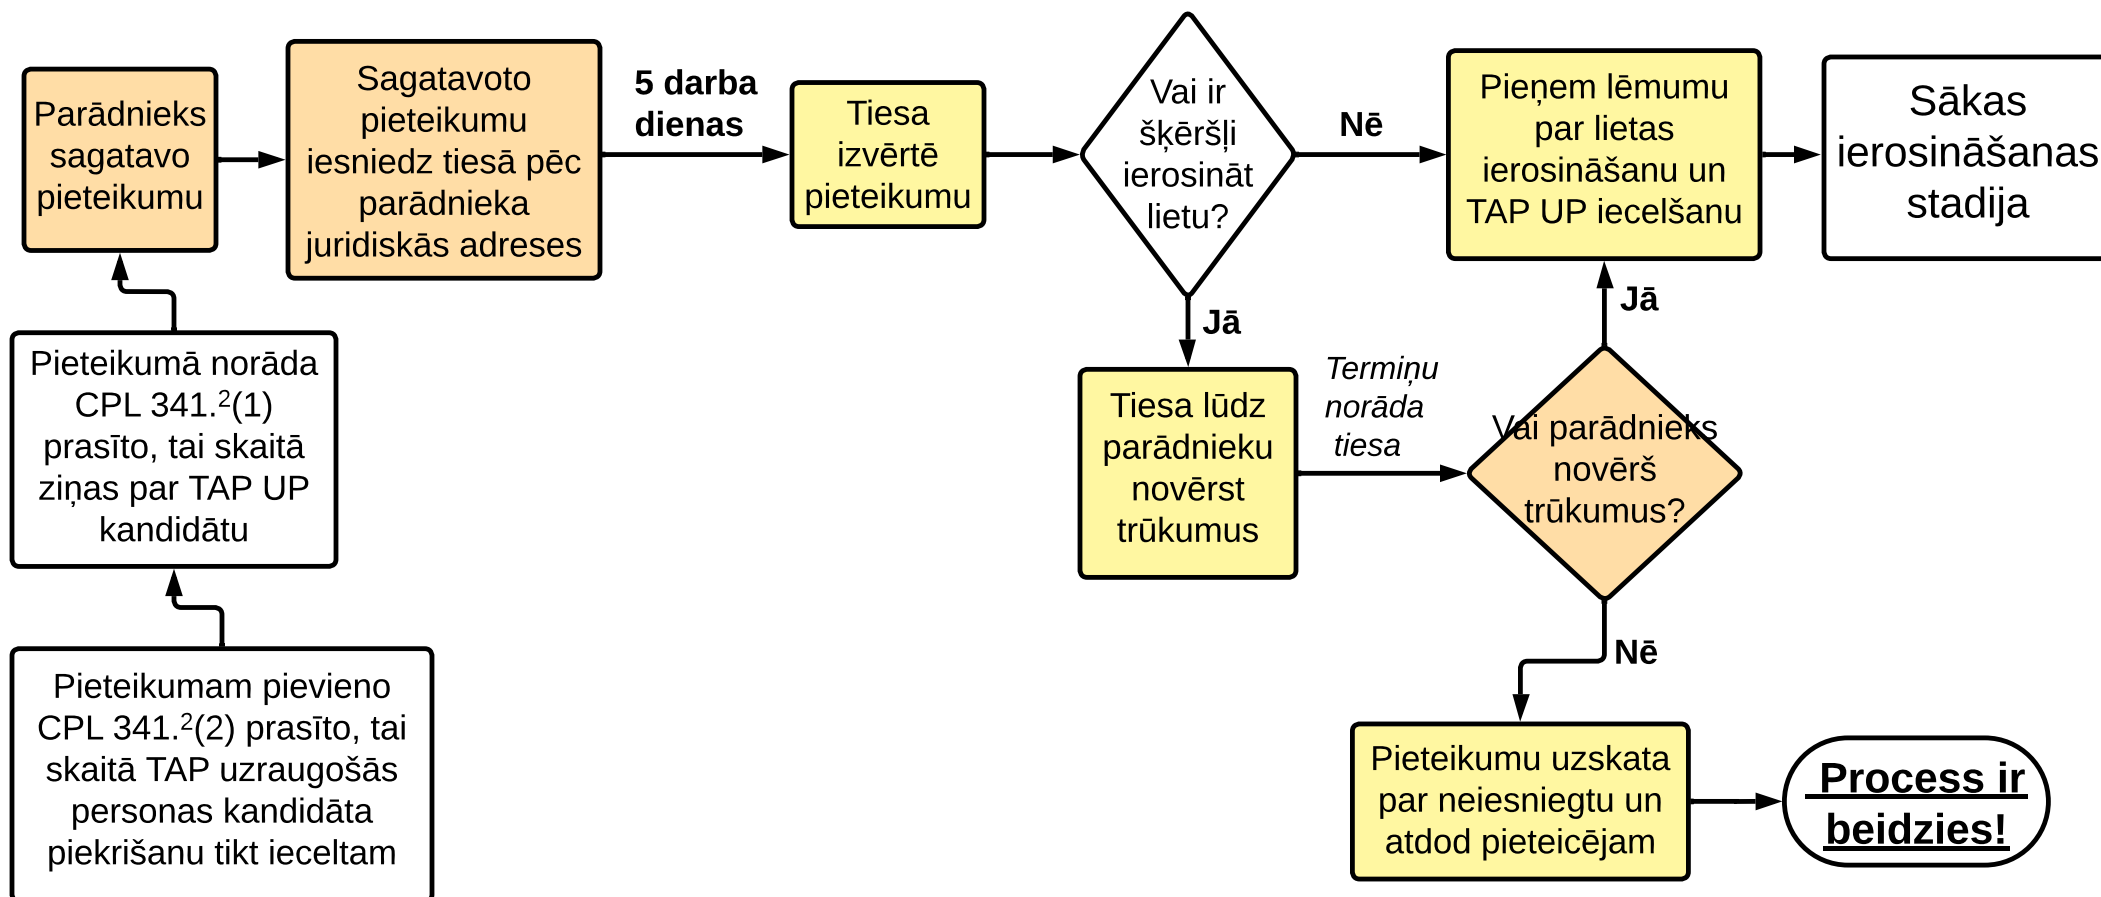 Parādnieks
sagatavo
pieteikumu
Sagatavoto
pieteikumu
iesniedz tiesā pēc
parādnieka
juridiskās adreses
5 darba
dienas
Tiesa
izvērtē
pieteikumu
Vai ir
šķēršļi
ierosināt
lietu?
Nē
Pieņem lēmumu
par lietas
ierosināšanu un
TAP UP iecelšanu
Sākas
ierosināšanas
stadija
Jā
Jā
Pieteikumā norāda
CPL 341.²(1)
prasīto, tai skaitā
ziņas par TAP UP
kandidātu
Tiesa lūdz
parādnieku
novērst
trūkumus
Termiņu
norāda
tiesa
Vai parādnieks
novērš
trūkumus?
Nē
Pieteikumam pievieno
CPL 341.²(2) prasīto, tai
skaitā TAP uzraugošās
personas kandidāta
piekrišanu tikt ieceltam
Pieteikumu uzskata
par neiesniegtu un
atdod pieteicējam
Process ir
beidzies!